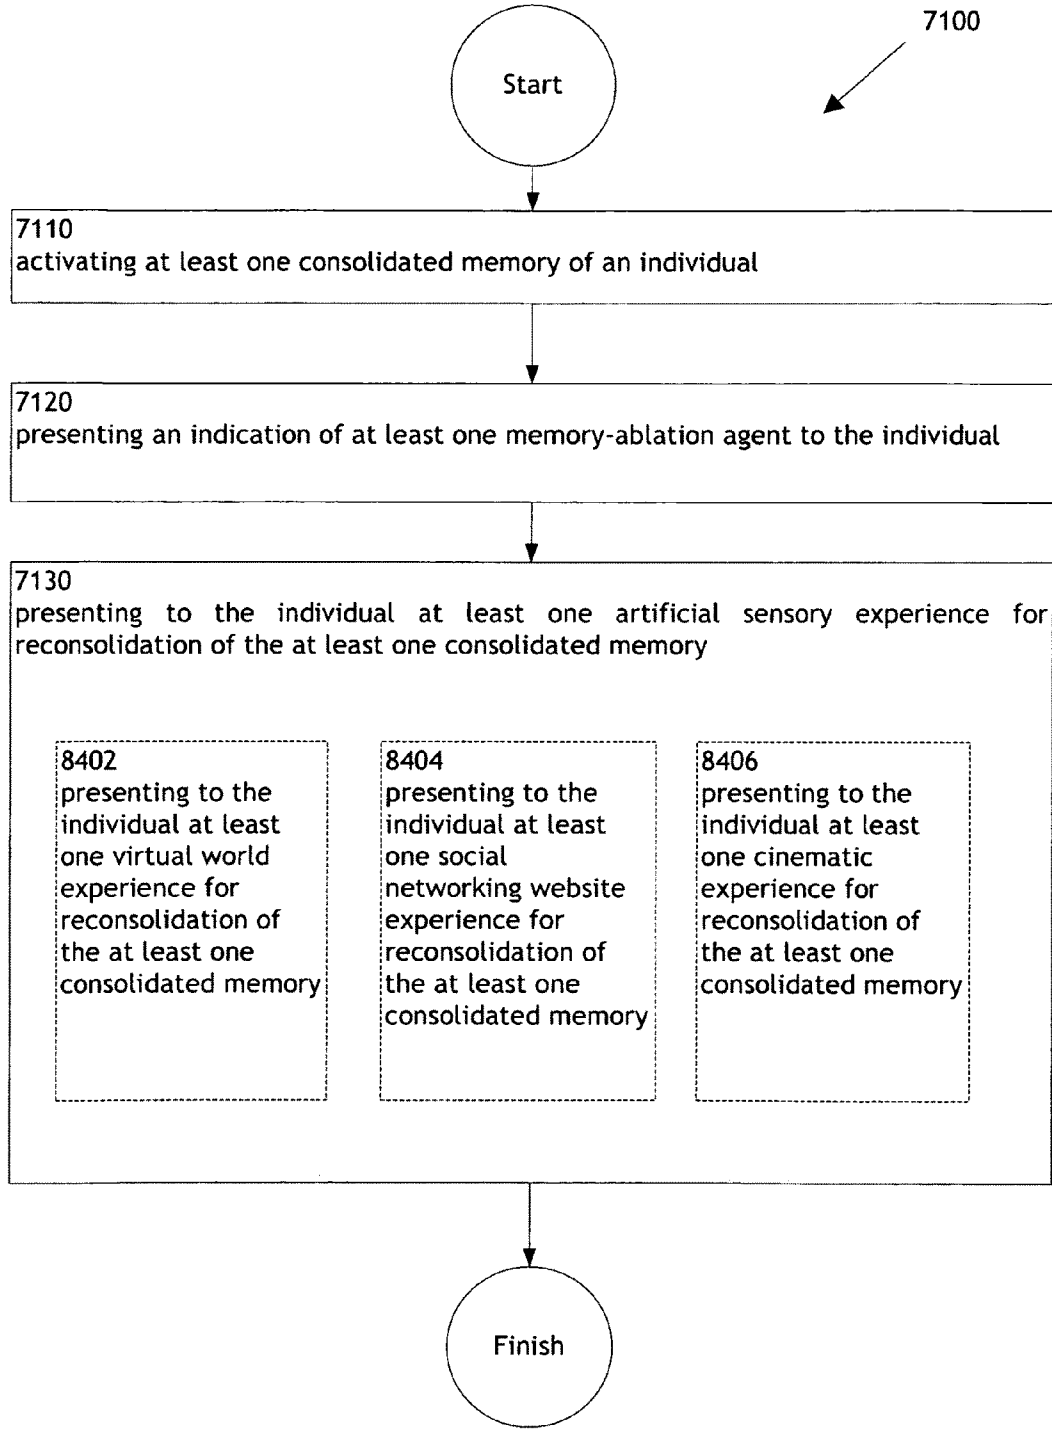 7100
Start
7110
activating at least one consolidated memory of an individual
7120
presenting an indication of at least one memory-ablation agent to the individual
7130
presenting to the individual at least one artificial sensory experience for
reconsolidation of the at least one consolidated memory
8402
presenting to the
individual at least
one virtual world
experience for
reconsolidation of
the at least one
consolidated memory
8404
presenting to the
individual at least
one social
networking website
experience for
reconsolidation of
the at least one
consolidated memory
8406
presenting to the
individual at least
one cinematic
experience for
reconsolidation of
the at least one
consolidated memory
Finish